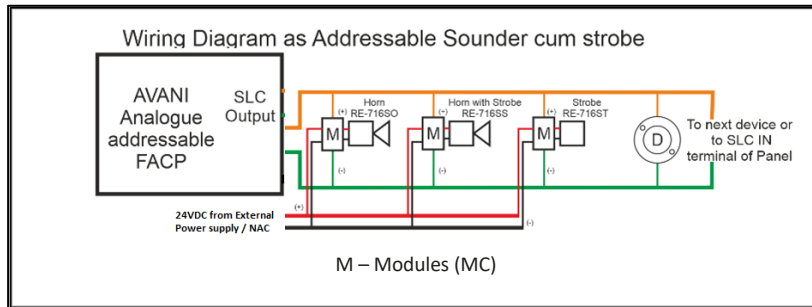 Wiring Diagram as Addressable Sounder cum strobe
AVANI
Analogue
addressable
FACP
SLC
Output
Horn
RE-716SO
Horn with Strobe
RE-716SS
Strobe
RE-716ST
(+)
(+)
(+)
M
M
M
D
(-)
(-)
(-)
To next device or
to SLC IN
terminal of Panel
24VDC from External
Power supply / NAC
(+)
(-)
M – Modules (MC)